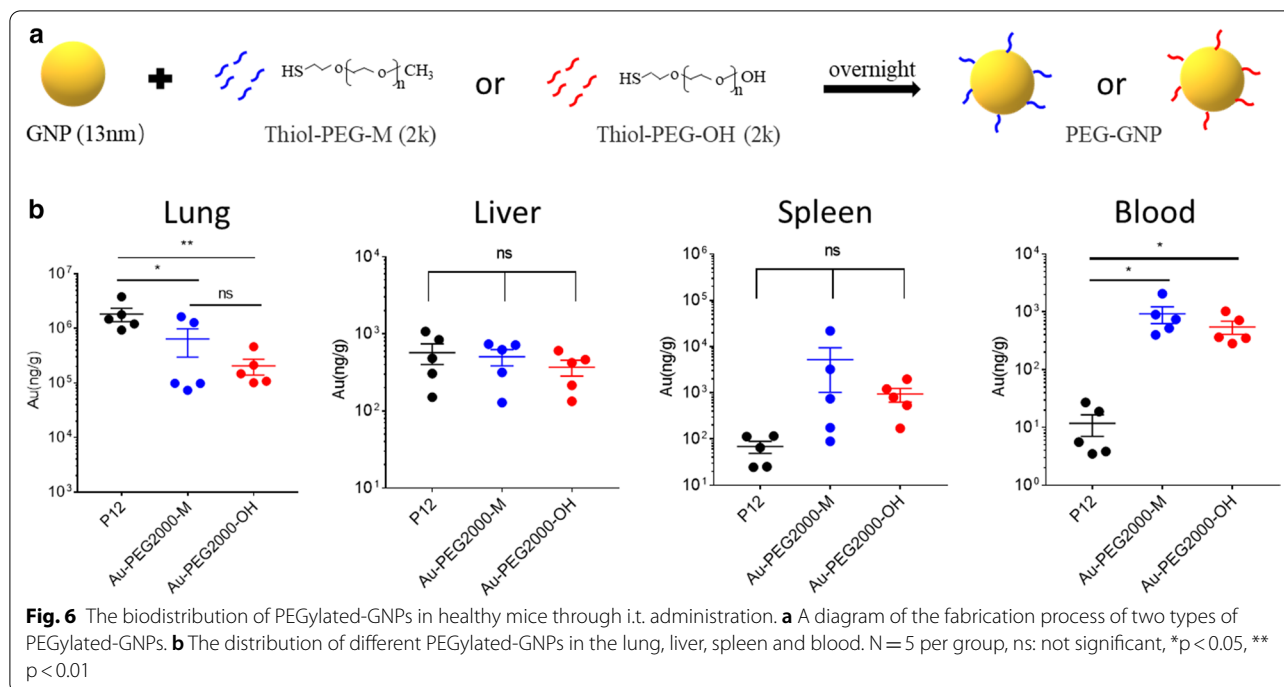 a
HS
O
O
n
CH3
or
HS
O
O
n
OH
overnight
or
GNP (13nm)
Thiol-PEG-M (2k)
Thiol-PEG-OH (2k)
PEG-GNP
b
Lung
Liver
Spleen
Blood
Au(ng/g)
10^7
10^6
10^5
10^4
10^3
**
*
ns
P12
Au-PEG2000-M
Au-PEG2000-OH
Au(ng/g)
10^4
10^3
10^2
10^1
ns
P12
Au-PEG2000-M
Au-PEG2000-OH
Au(ng/g)
10^6
10^5
10^4
10^3
10^2
10^1
ns
P12
Au-PEG2000-M
Au-PEG2000-OH
Au(ng/g)
10^4
10^3
10^2
10^1
10^0
*
*
P12
Au-PEG2000-M
Au-PEG2000-OH
Fig. 6 The biodistribution of PEGylated-GNPs in healthy mice through i.t. administration. a A diagram of the fabrication process of two types of
PEGylated-GNPs. b The distribution of different PEGylated-GNPs in the lung, liver, spleen and blood. N = 5 per group, ns: not significant, *p < 0.05, **
p < 0.01